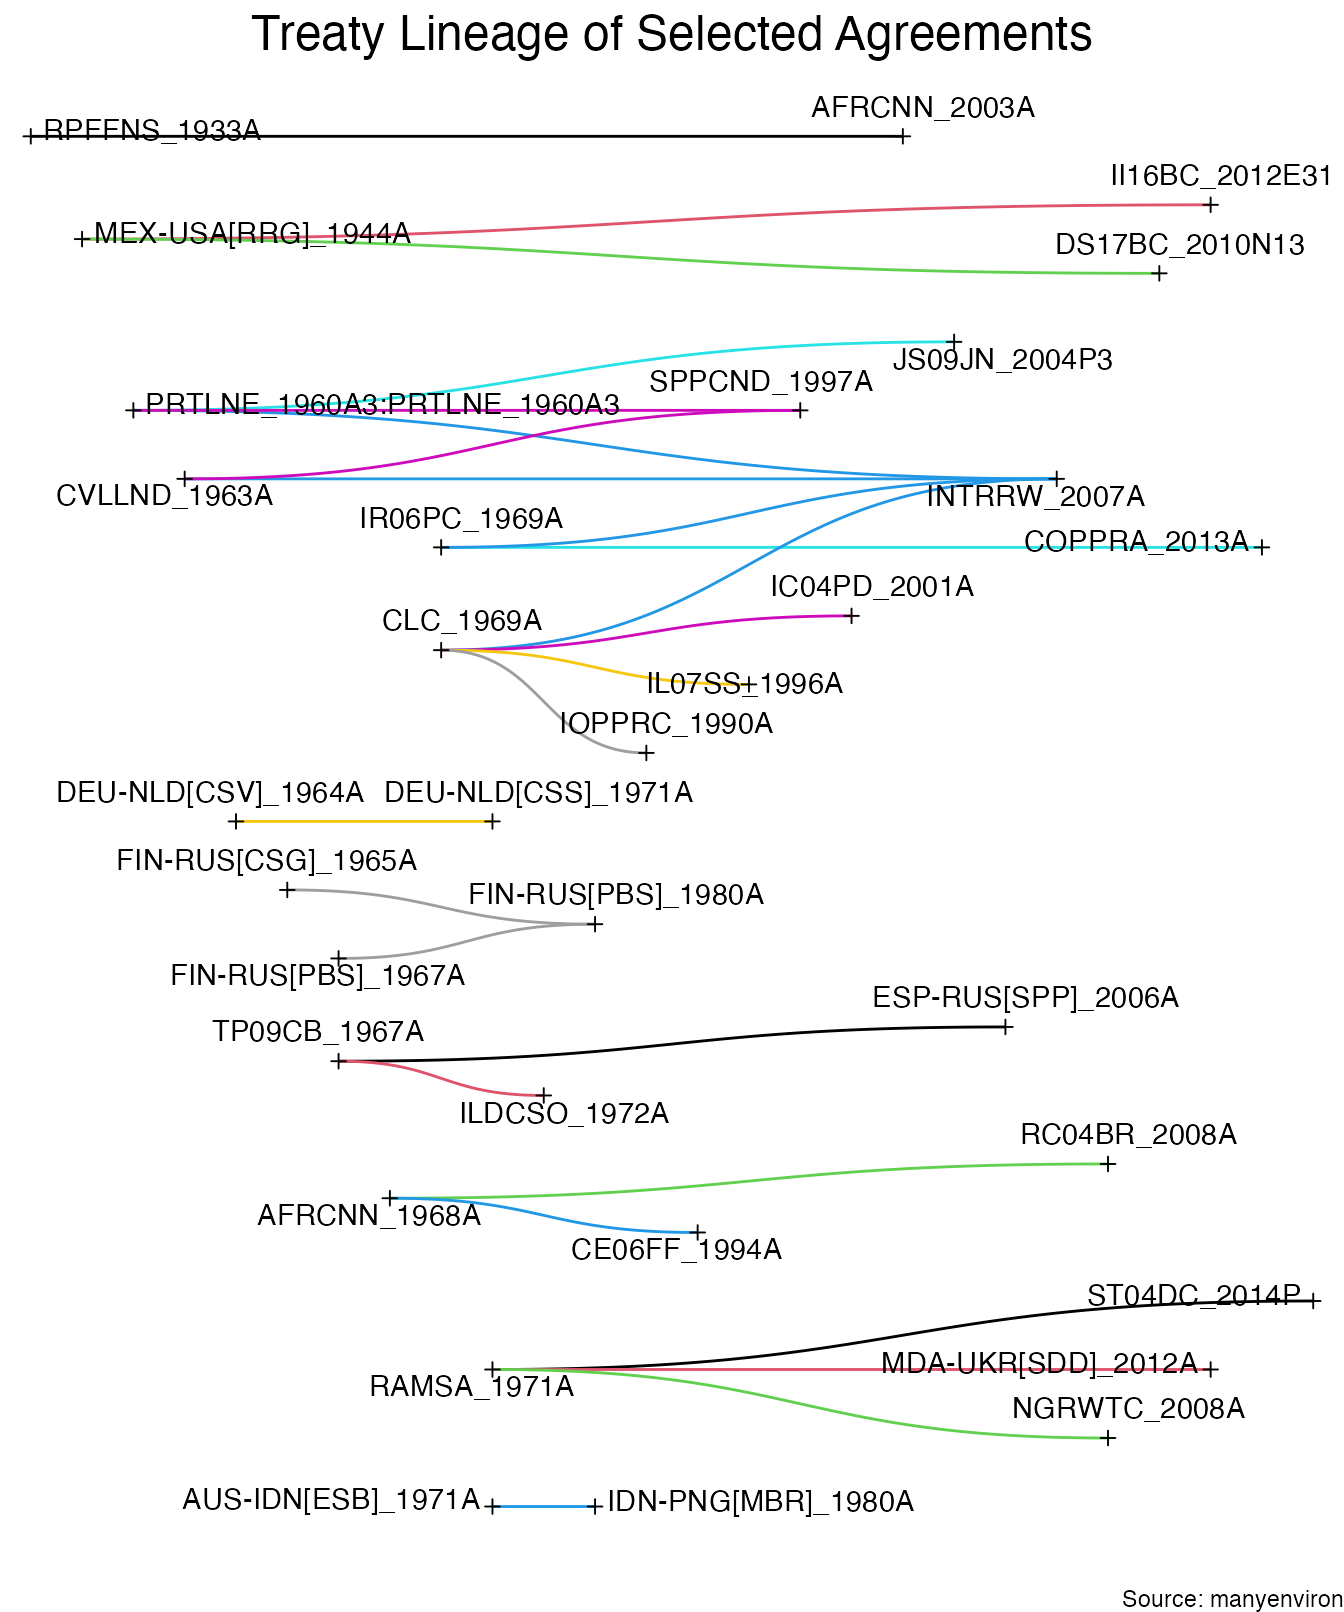 Treaty Lineage of Selected Agreements
AFRCNN_2003A
RPFFNS_1933A
II16BC_2012E31
MEX-USA[RRG]_1944A
DS17BC_2010N13
JS09JN_2004P3
SPPCND_1997A
PRTLNE_1960A3:PRTLNE_1960A3
CVLLND_1963A
INTRRW_2007A
IR06PC_1969A
COPPRA_2013A
IC04PD_2001A
CLC_1969A
IL07SS_1996A
IOPPRC_1990A
DEU-NLD[CSV]_1964A
DEU-NLD[CSS]_1971A
FIN-RUS[CSG]_1965A
FIN-RUS[PBS]_1980A
FIN-RUS[PBS]_1967A
ESP-RUS[SPP]_2006A
TP09CB_1967A
ILDCSO_1972A
RC04BR_2008A
AFRCNN_1968A
CE06FF_1994A
ST04DC_2014P
MDA-UKR[SDD]_2012A
RAMSA_1971A
NGRWTC_2008A
AUS-IDN[ESB]_1971A
IDN-PNG[MBR]_1980A
Source: manyenviron